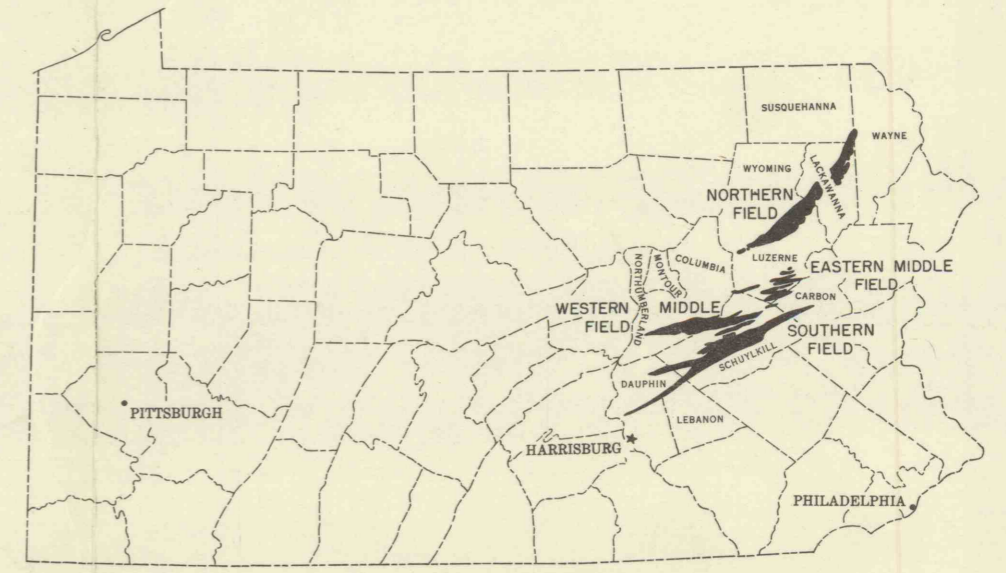 SUSQUEHANNA
WAYNE
WYOMING
LACKAWANNA
NORTHERN
FIELD
LUZERNE
COLUMBIA
MONTOUR
NORTHUMBERLAND
EASTERN MIDDLE
FIELD
CARBON
WESTERN MIDDLE
FIELD
SOUTHERN
FIELD
SCHUYLKILL
DAUPHIN
LEBANON
PITTSBURGH
HARRISBURG
PHILADELPHIA